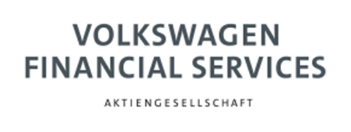 VOLKSWAGEN
FINANCIAL SERVICES
AKTIENGESELLSCHAFT